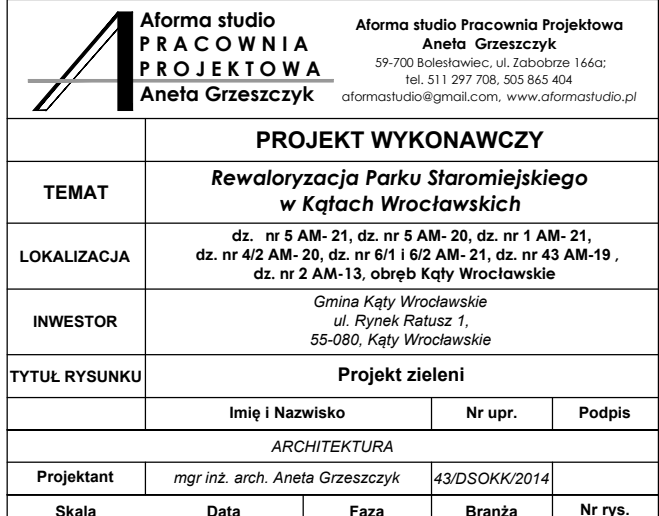 Aforma studio
PRACOWNIA
PROJEKTOWA
Aneta Grzeszczyk
Aforma studio Pracownia Projektowa
Aneta Grzeszczyk
59-700 Bolesławiec, ul. Zabobrze 166a;
tel. 511 297 708, 505 865 404
aformastudio@gmail.com, www.aformastudio.pl
PROJEKT WYKONAWCZY
TEMAT
Rewaloryzacja Parku Staromiejskiego
w Kątach Wrocławskich
LOKALIZACJA
dz. nr 5 AM- 21, dz. nr 5 AM- 20, dz. nr 1 AM- 21,
dz. nr 4/2 AM- 20, dz. nr 6/1 i 6/2 AM- 21, dz. nr 43 AM-19 ,
dz. nr 2 AM-13, obręb Kąty Wrocławskie
INWESTOR
Gmina Kąty Wrocławskie
ul. Rynek Ratusz 1,
55-080, Kąty Wrocławskie
TYTUŁ RYSUNKU
Projekt zieleni
Imię i Nazwisko Nr upr. Podpis
ARCHITEKTURA
Projektant mgr inż. arch. Aneta Grzeszczyk 43/DSOKK/2014
Skala Data Faza Branża Nr rys.